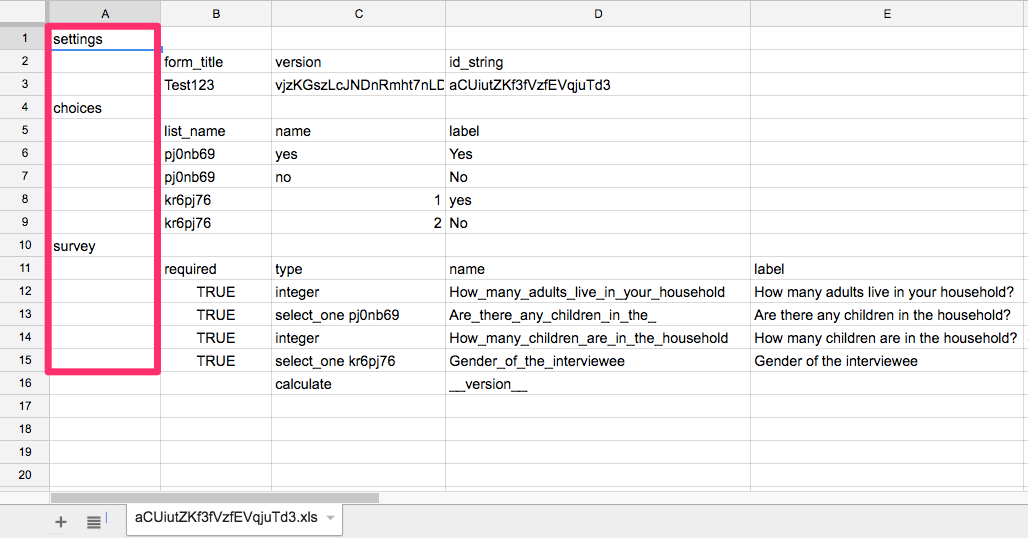 A B C D E
1 settings
2 form_title version id_string
3 Test123 vjzKGszLcJNDnRmht7nLD aCUiutZKf3fVzfEVqjuTd3
4 choices
5 list_name name label
6 pj0nb69 yes Yes
7 pj0nb69 no No
8 kr6pj76 1 yes
9 kr6pj76 2 No
10 survey
11 required type name label
12 TRUE integer How_many_adults_live_in_your_household How many adults live in your household?
13 TRUE select_one pj0nb69 Are_there_any_children_in_the_ Are there any children in the household?
14 TRUE integer How_many_children_are_in_the_household How many children are in the household?
15 TRUE select_one kr6pj76 Gender_of_the_interviewee Gender of the interviewee
16 calculate __version__
17
18
19
20
+ aCUiutZKf3fVzfEVqjuTd3.xls